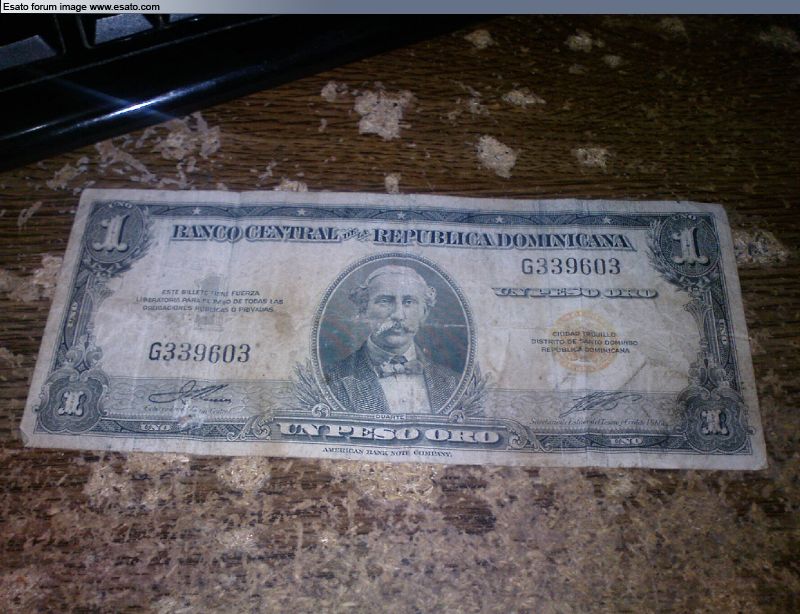 Esato forum image www.esato.com
1
1
BANCO CENTRAL DE LA REPUBLICA DOMINICANA
G339603
UN PESO ORO
ESTE BILLETE TIENE FUERZA
LIBERATORIA PARA EL PAGO DE TODAS LAS
OBLIGACIONES PUBLICAS O PRIVADAS
CIUDAD TRUJILLO
DISTRITO DE SANTO DOMINGO
REPUBLICA DOMINICANA
G339603
DUARTE
1
1
UNO
UN PESO ORO
UNO
AMERICAN BANK NOTE COMPANY.